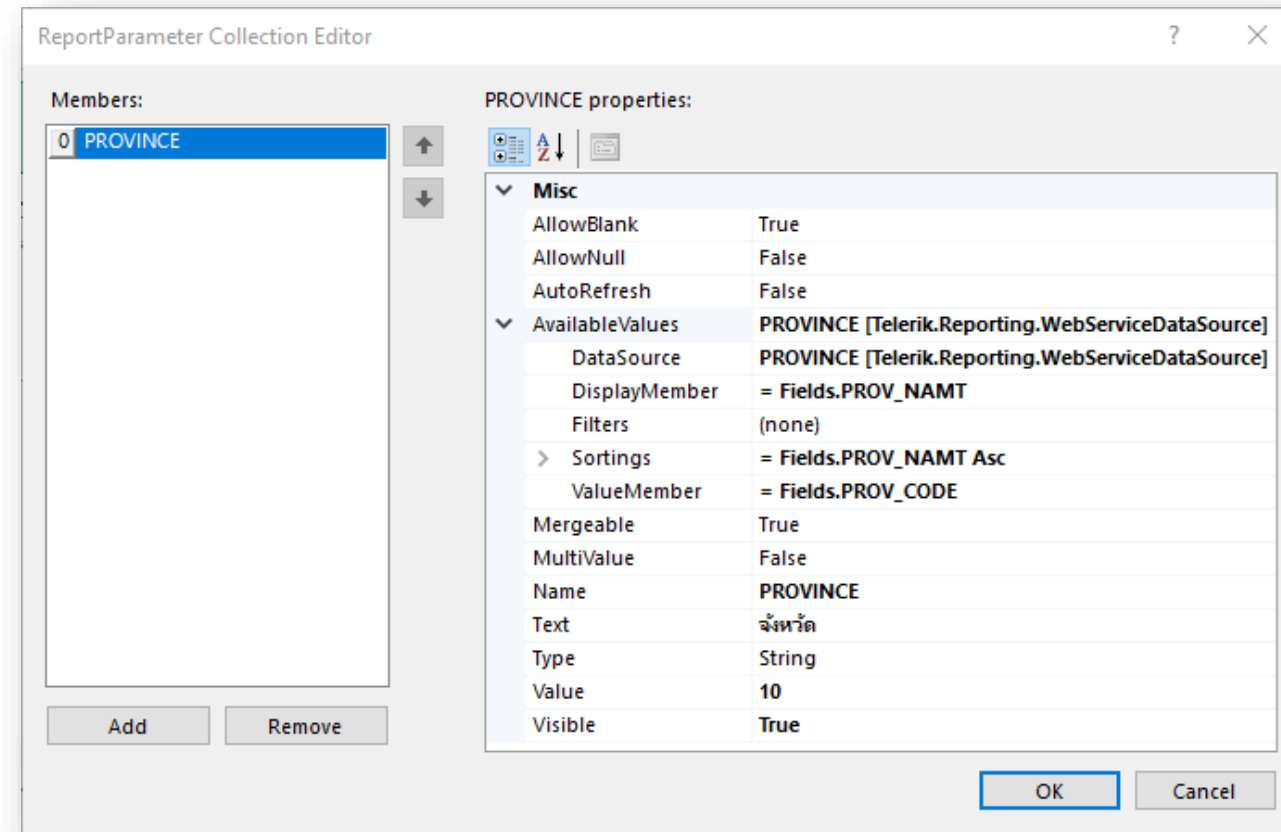 ReportParameter Collection Editor
?
Members:
PROVINCE properties:
0 PROVINCE
Misc
AllowBlank True
AllowNull False
AutoRefresh False
AvailableValues PROVINCE [Telerik.Reporting.WebServiceDataSource]
DataSource PROVINCE [Telerik.Reporting.WebServiceDataSource]
DisplayMember = Fields.PROV_NAMT
Filters (none)
Sortings = Fields.PROV_NAMT Asc
ValueMember = Fields.PROV_CODE
Mergeable True
MultiValue False
Name PROVINCE
Text จังหวัด
Type String
Value 10
Visible True
Add Remove
OK Cancel